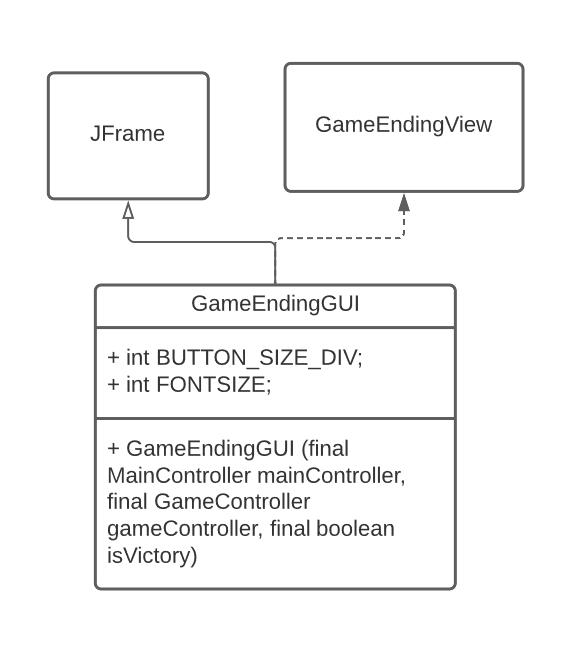 JFrame
GameEndingView
GameEndingGUI
+ int BUTTON_SIZE_DIV;
+ int FONTSIZE;
+ GameEndingGUI (final
MainController mainController,
final GameController
gameController, final boolean
isVictory)